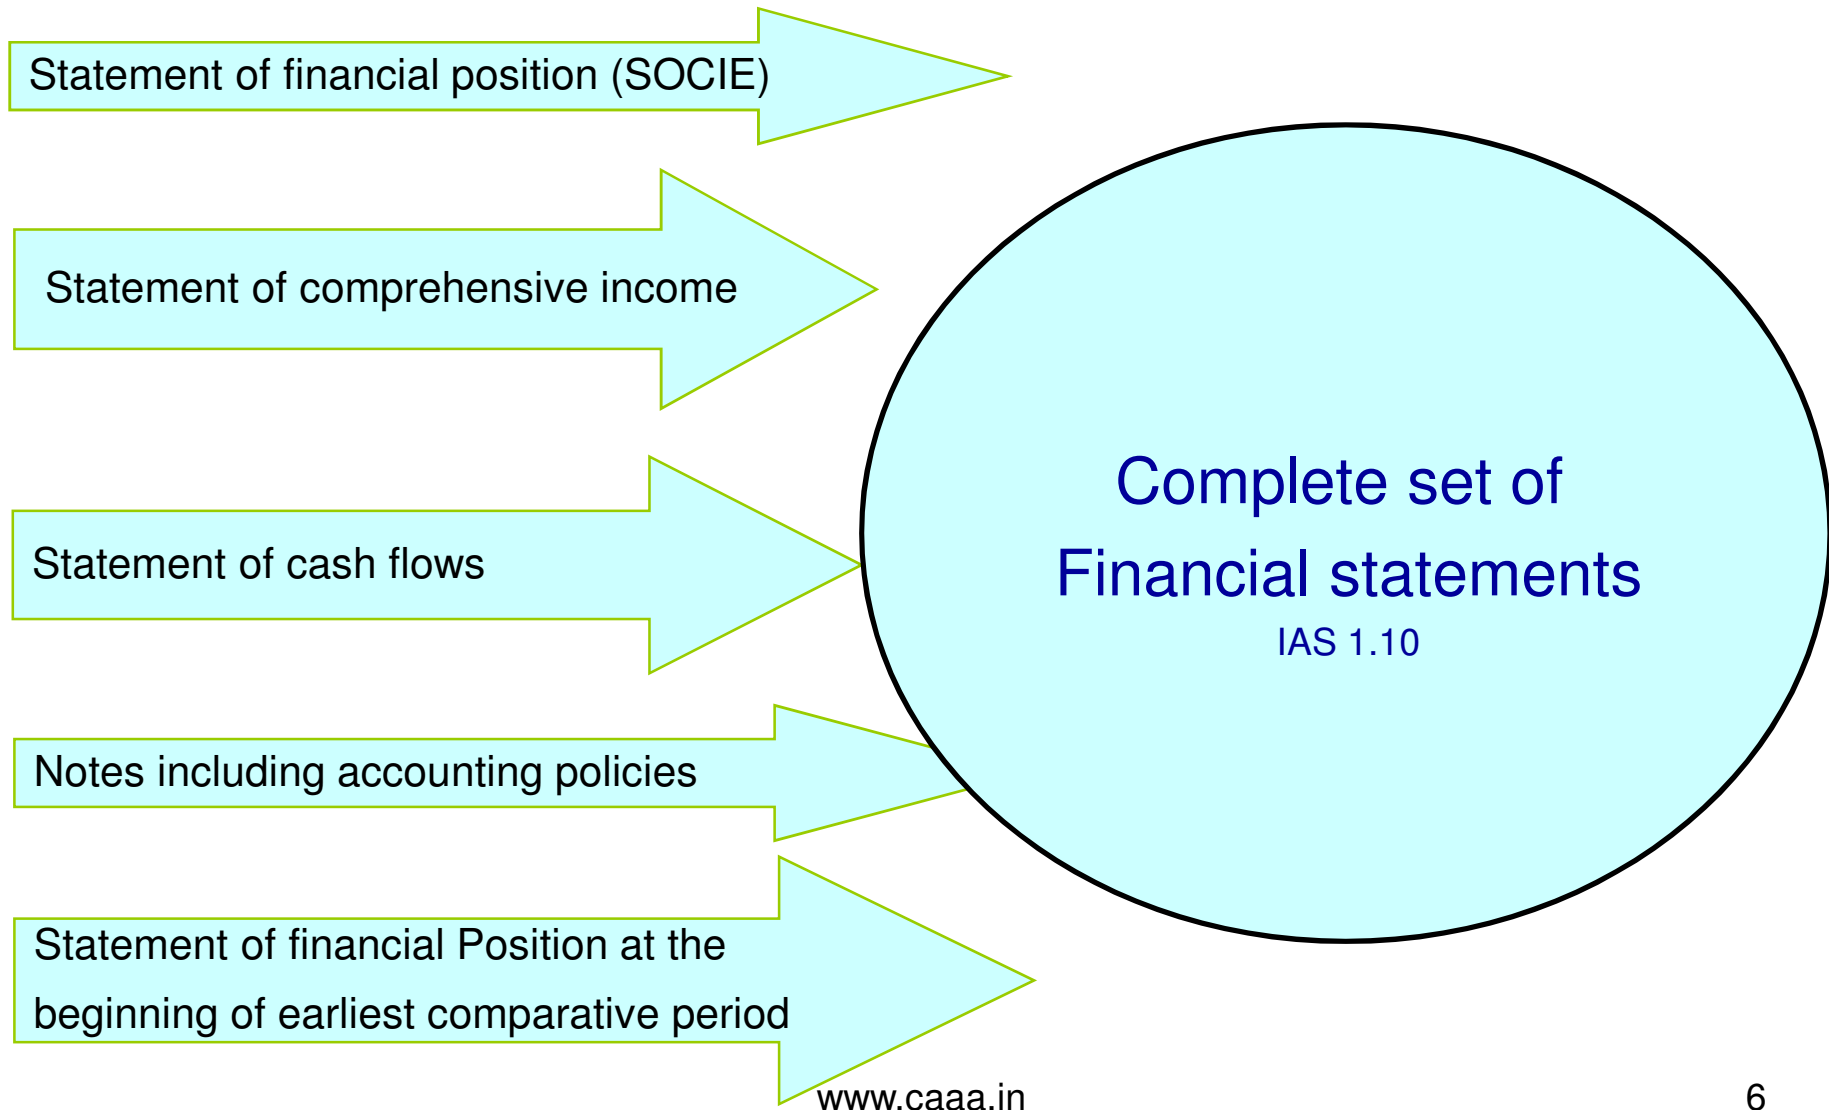 Statement of financial position (SOCIE)
Statement of comprehensive income
Statement of cash flows
Notes including accounting policies
Statement of financial Position at the
beginning of earliest comparative period
Complete set of
Financial statements
IAS 1.10
www.caaa.in
6